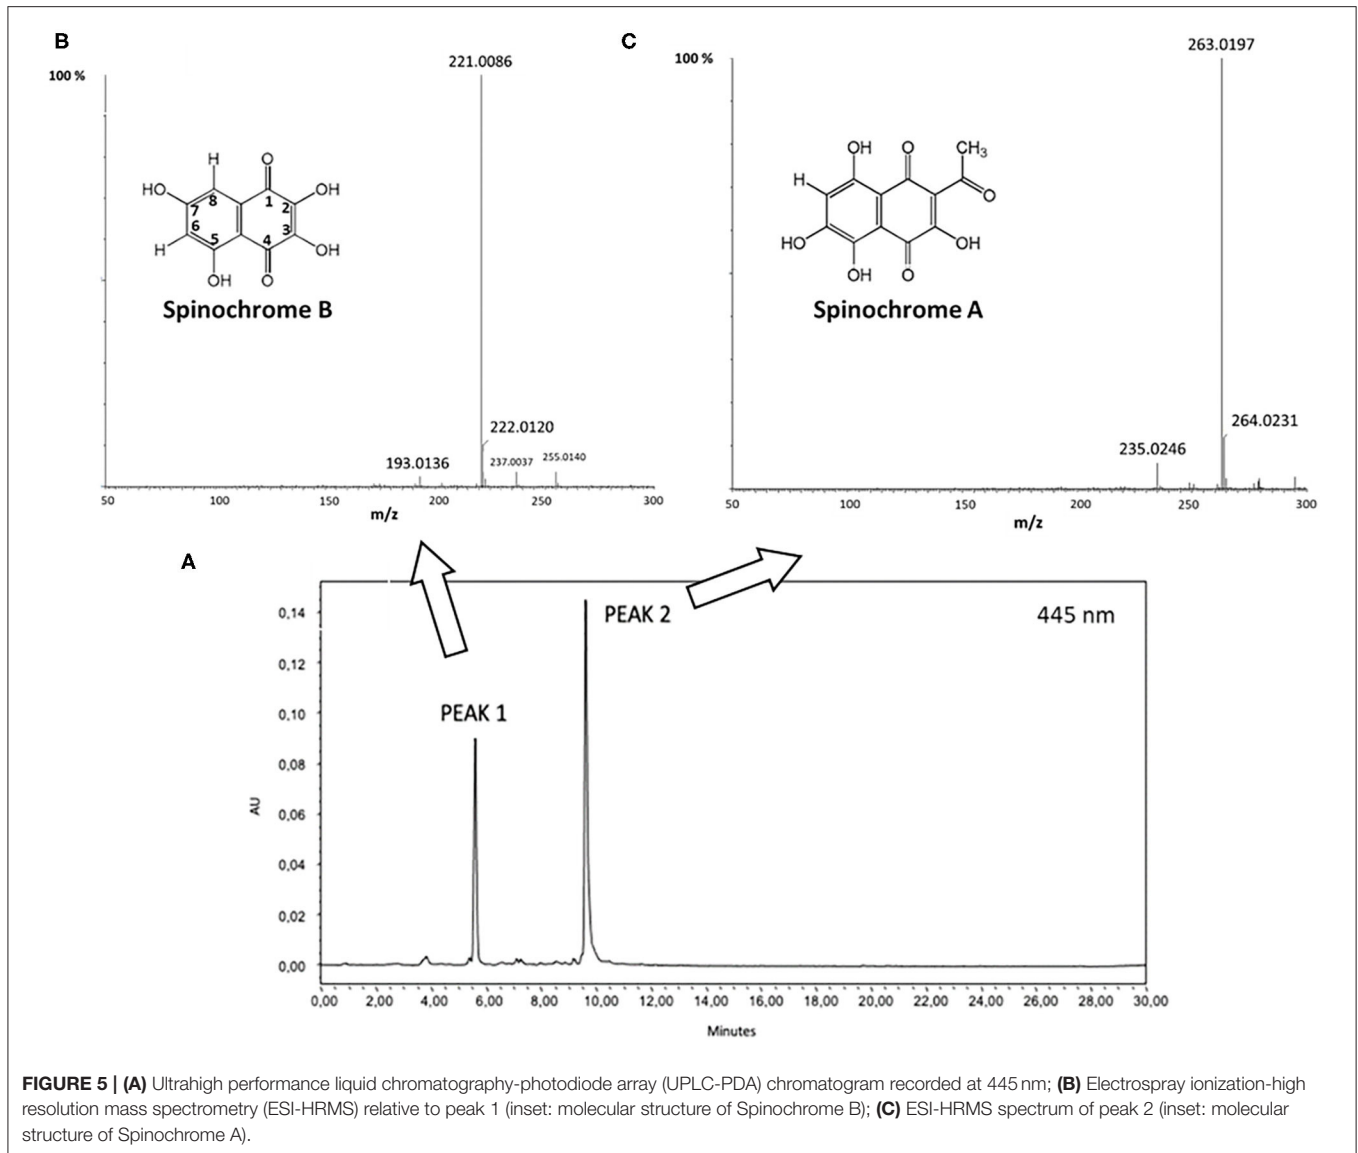 B
100 %
221.0086
H
O
HO
OH
8
1
7
2
6
3
5
4
H
OH
OH
O
Spinochrome B
222.0120
193.0136
237.0037
255.0140
50
100
150
200
250
300
m/z
C
263.0197
100 %
OH
O
CH3
H
O
HO
OH
OH
O
Spinochrome A
264.0231
235.0246
50
100
150
200
250
300
m/z
A
PEAK 2
445 nm
PEAK 1
0,14
0,12
0,10
0,08
0,06
0,04
0,02
0,00
AU
0,00 2,00 4,00 6,00 8,00 10,00 12,00 14,00 16,00 18,00 20,00 22,00 24,00 26,00 28,00 30,00
Minutes
FIGURE 5 | (A) Ultrahigh performance liquid chromatography-photodiode array (UPLC-PDA) chromatogram recorded at 445 nm; (B) Electrospray ionization-high
resolution mass spectrometry (ESI-HRMS) relative to peak 1 (inset: molecular structure of Spinochrome B); (C) ESI-HRMS spectrum of peak 2 (inset: molecular
structure of Spinochrome A).